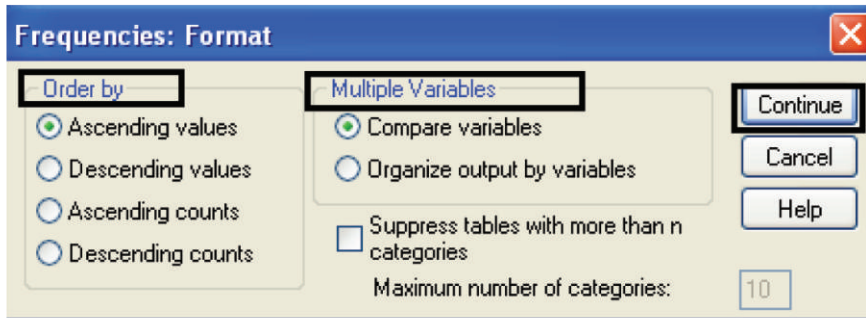 Frequencies: Format
Order by
Ascending values
Descending values
Ascending counts
Descending counts
Multiple Variables
Compare variables
Organize output by variables
Suppress tables with more than n
categories
Maximum number of categories:
10
Continue
Cancel
Help